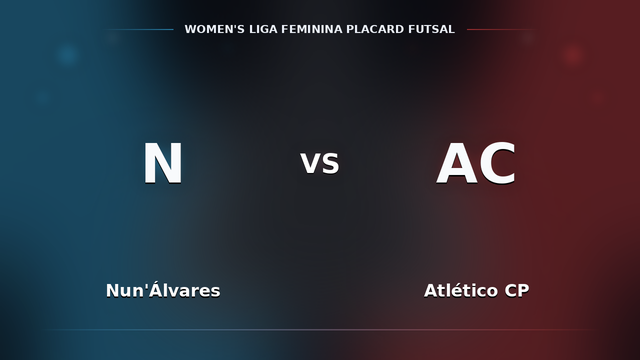 WOMEN'S LIGA FEMININA PLACARD FUTSAL
N VS AC
Nun'Álvares Atlético CP